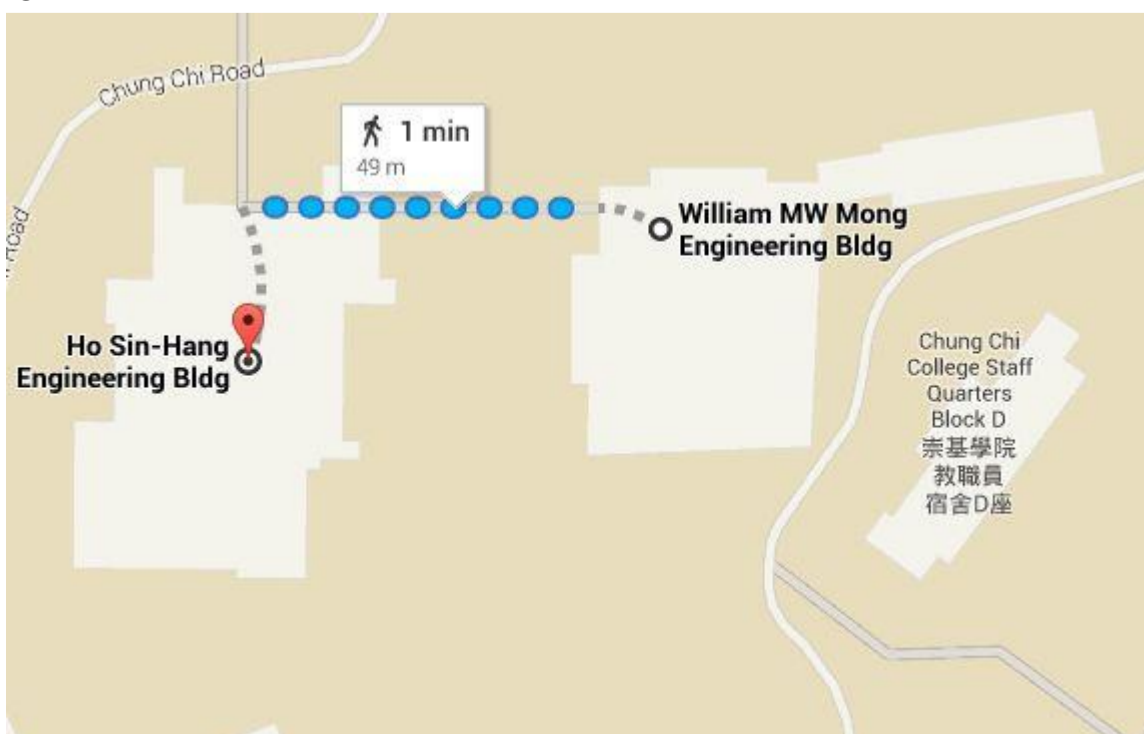 Chung Chi Road
1 min
49 m
Road
William MW Mong
Engineering Bldg
Ho Sin-Hang
Engineering Bldg
Chung Chi
College Staff
Quarters
Block D
崇基學院
教職員
宿舍D座